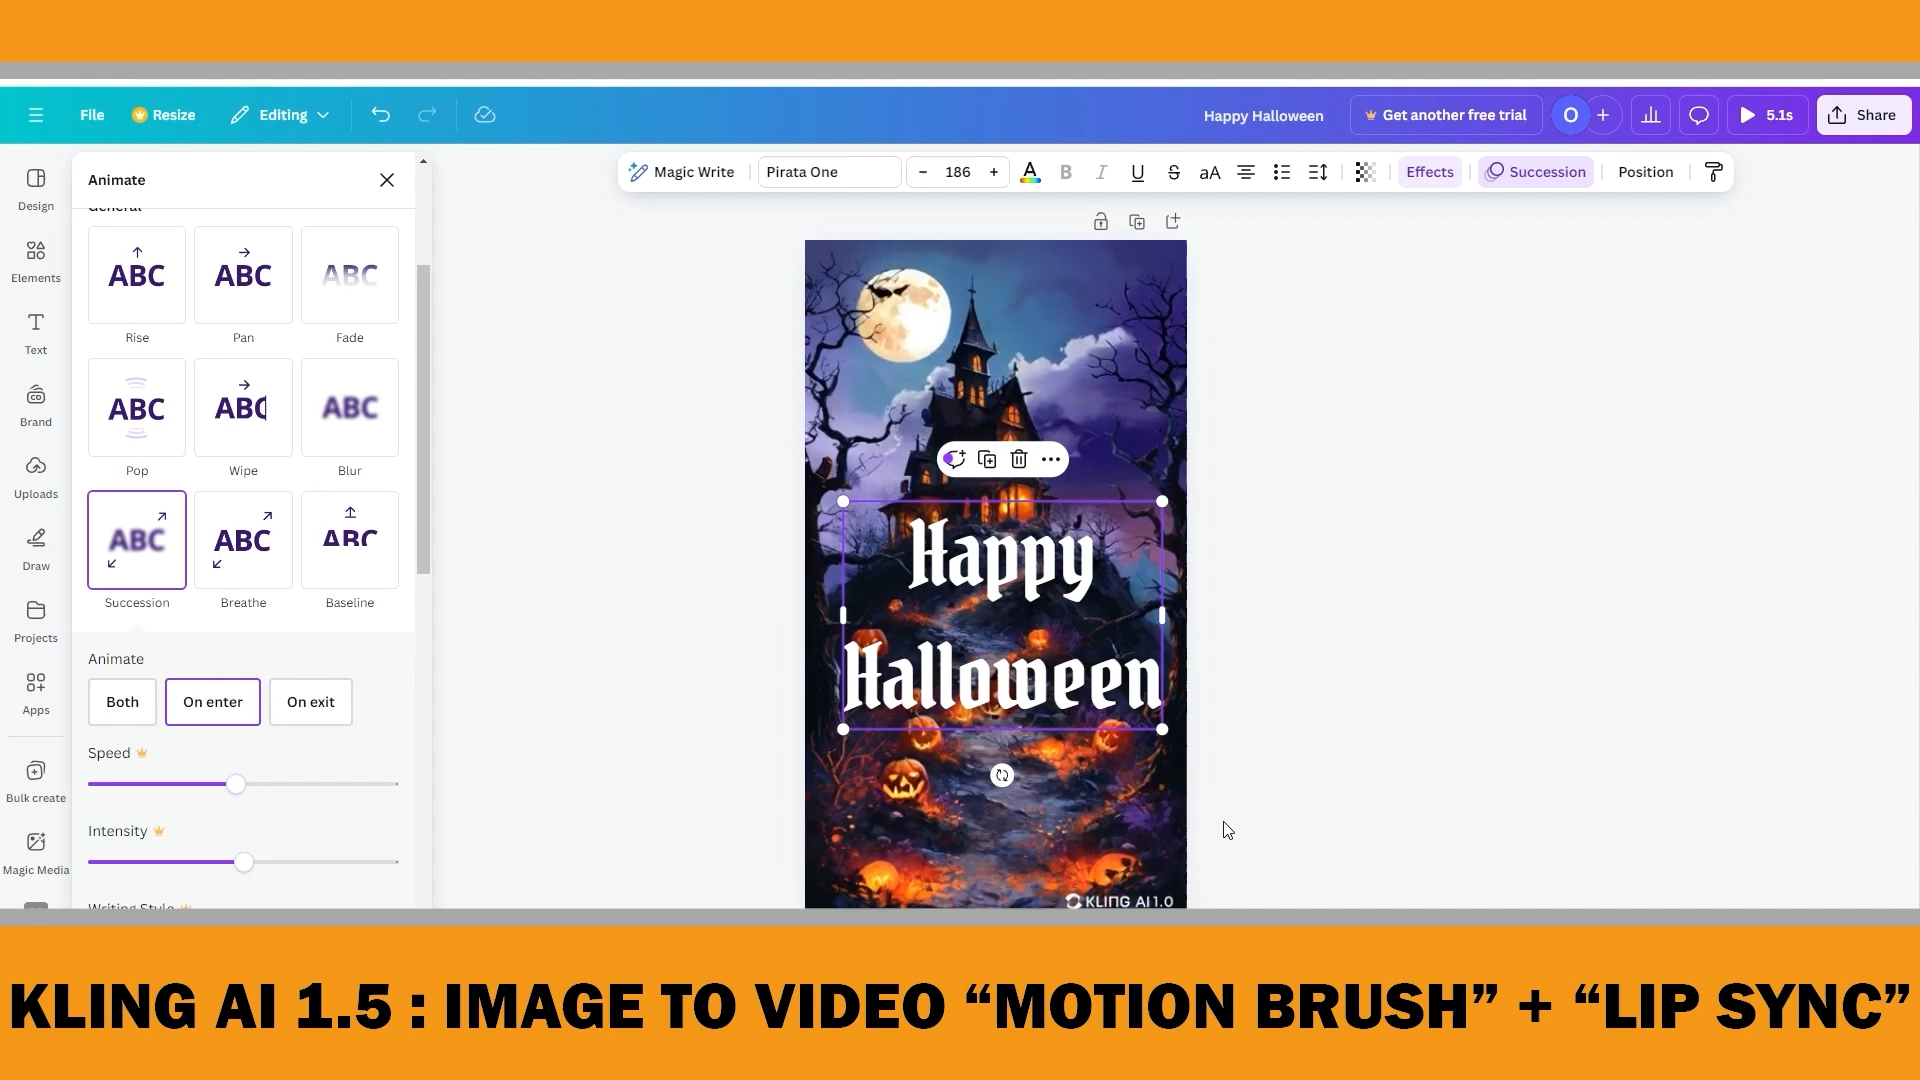 File
Resize
Editing
Happy Halloween
Get another free trial
O
5.1s
Share
Design
Elements
Text
Brand
Uploads
Draw
Projects
Apps
Bulk create
Magic Media
Animate
General
ABC
ABC
ABC
Rise
Pan
Fade
ABC
ABC
ABC
Pop
Wipe
Blur
ABC
ABC
ABC
Succession
Breathe
Baseline
Animate
Both
On enter
On exit
Speed
Intensity
Writing Style
Magic Write
Pirata One
- 186 +
A
B
I
U
S
aA
Effects
Succession
Position
Happy
Halloween
KLING AI 1.0
KLING AI 1.5 : IMAGE TO VIDEO “MOTION BRUSH” + “LIP SYNC”